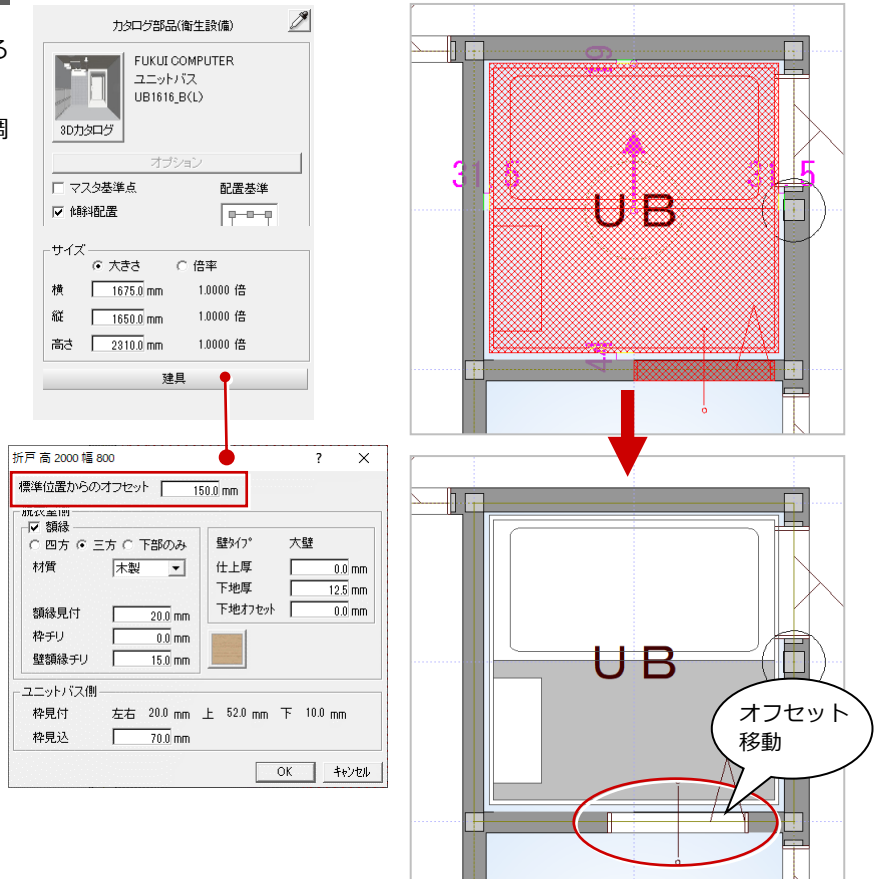 る
調
カタログ部品(衛生設備)
FUKUI COMPUTER
ユニットバス
UB1616_B(L)
3Dカタログ
オプション
マスタ基準点
配置基準
傾斜配置
サイズ
大きさ 倍率
横 1675.0 mm 1.0000 倍
縦 1650.0 mm 1.0000 倍
高さ 2310.0 mm 1.0000 倍
建具
折戸 高 2000 幅 800 ? ×
標準位置からのオフセット 150.0 mm
脱衣室側
額縁
四方 三方 下部のみ
材質 木製
額縁見付 20.0 mm
枠チリ 0.0 mm
壁額縁チリ 15.0 mm
壁タイプ 大壁
仕上厚 0.0 mm
下地厚 12.5 mm
下地オフセット 0.0 mm
ユニットバス側
枠見付 左右 20.0 mm 上 52.0 mm 下 10.0 mm
枠見込 70.0 mm
OK キャンセル
UB
UB
オフセット
移動